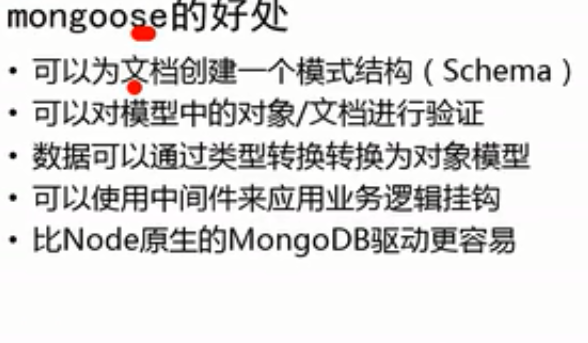 mongoose的好处
• 可以为文档创建一个模式结构（Schema）
• 可以对模型中的对象/文档进行验证
• 数据可以通过类型转换转换为对象模型
• 可以使用中间件来应用业务逻辑挂钩
• 比Node原生的MongoDB驱动更容易